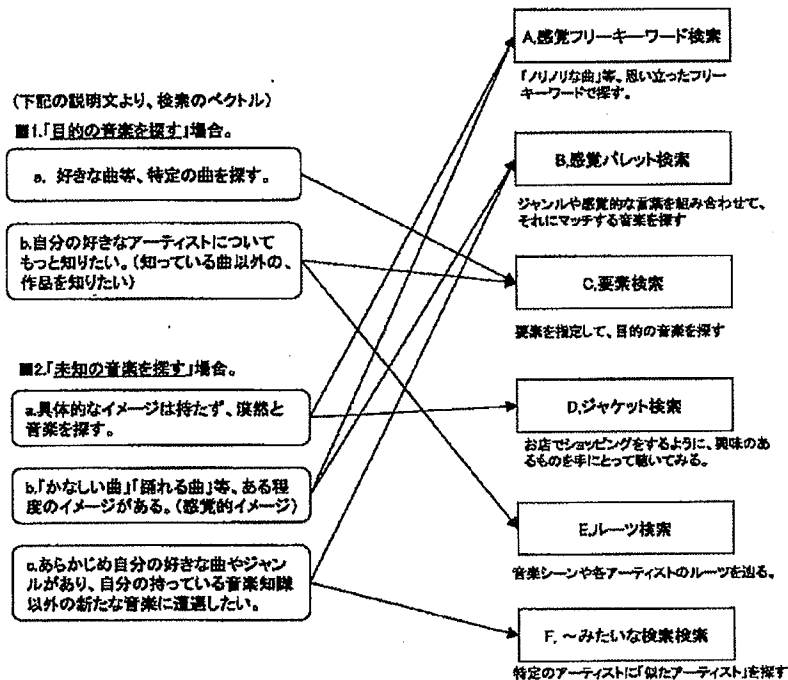 (下記の説明文より、検索のベクトル)
■1.「目的の音楽を探す」場合。
a. 好きな曲等、特定の曲を探す。
b.自分の好きなアーティストについて
もっと知りたい。(知っている曲以外の、
作品を知りたい)
■2.「未知の音楽を探す」場合。
a.具体的なイメージは持たず、漠然と
音楽を探す。
b.「かなしい曲」「踊れる曲」等、ある程
度のイメージがある。(感覚的イメージ)
c.あらかじめ自分の好きな曲やジャン
ルがあり、自分の持っている音楽知識
以外の新たな音楽に遭遇したい。
A.感覚フリーキーワード検索
「ノリノリな曲」等、思い立ったフリー
キーワードで探す。
B.感覚パレット検索
ジャンルや感覚的な言葉を組み合わせて、
それにマッチする音楽を探す
C.要素検索
要素を指定して、目的の音楽を探す
D.ジャケット検索
お店でショッピングをするように、興味のあ
るものを手にとって聴いてみる。
E.ルーツ検索
音楽シーンや各アーティストのルーツを辿る。
F.〜みたいな検索検索
特定のアーティストに「似たアーティスト」を探す